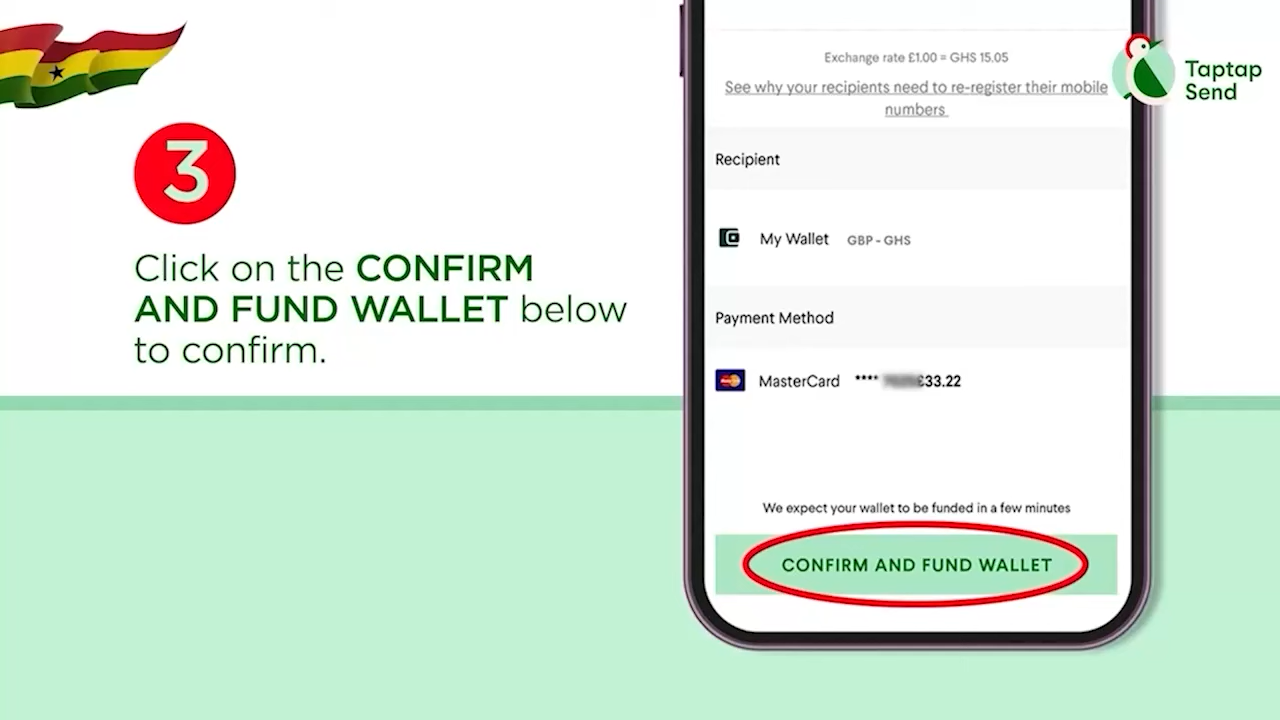 3
Click on the CONFIRM
AND FUND WALLET below
to confirm.
Exchange rate £1.00 = GHS 15.05
See why your recipients need to re-register their mobile
numbers
Recipient
My Wallet GBP - GHS
Payment Method
MasterCard **** £33.22
We expect your wallet to be funded in a few minutes
CONFIRM AND FUND WALLET
Taptap
Send